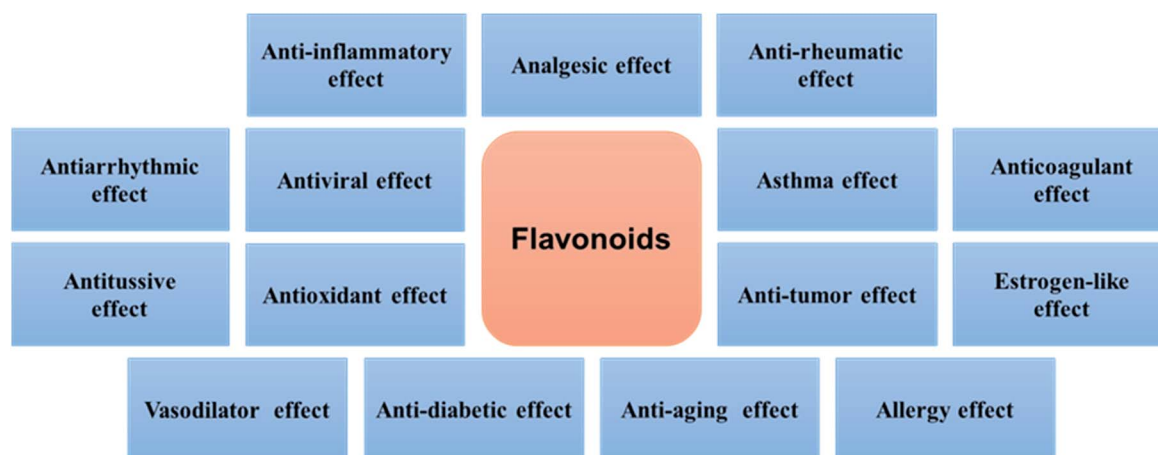 Anti-inflammatory
effect
Analgesic effect
Anti-rheumatic
effect
Antiarrhythmic
effect
Antiviral effect
Flavonoids
Asthma effect
Anticoagulant
effect
Antitussive
effect
Antioxidant effect
Anti-tumor effect
Estrogen-like
effect
Vasodilator effect
Anti-diabetic effect
Anti-aging effect
Allergy effect